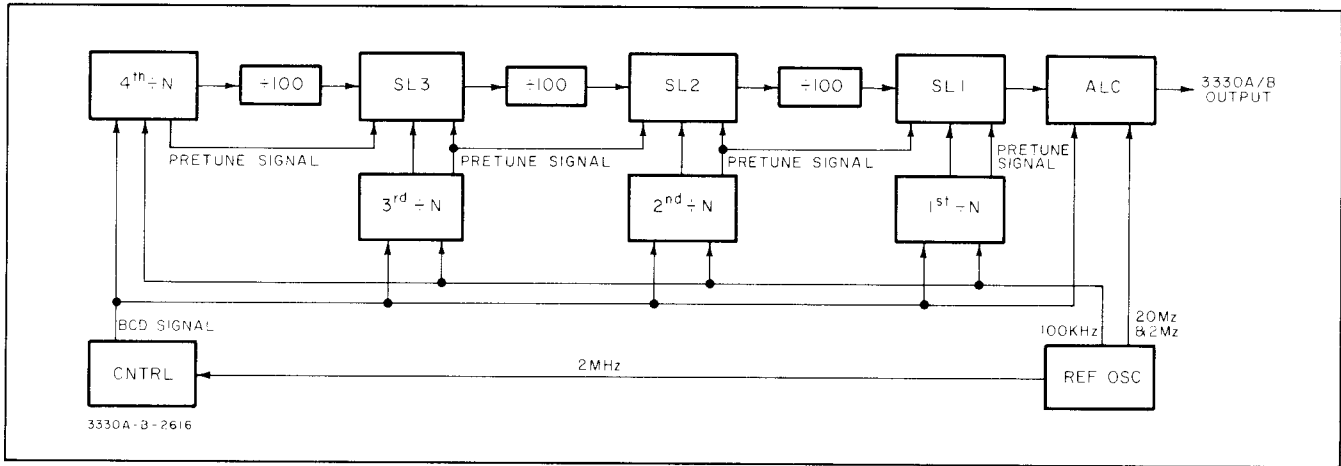 4th ÷N
÷100
SL3
÷100
SL2
÷100
SL1
ALC
3330A/B
OUTPUT
PRETUNE SIGNAL
PRETUNE SIGNAL
PRETUNE SIGNAL
PRETUNE
SIGNAL
3rd ÷N
2nd ÷N
1st ÷N
BCD SIGNAL
100KHz
20Mz
&2Mz
CNTRL
2MHz
REF OSC
3330A-B-2616